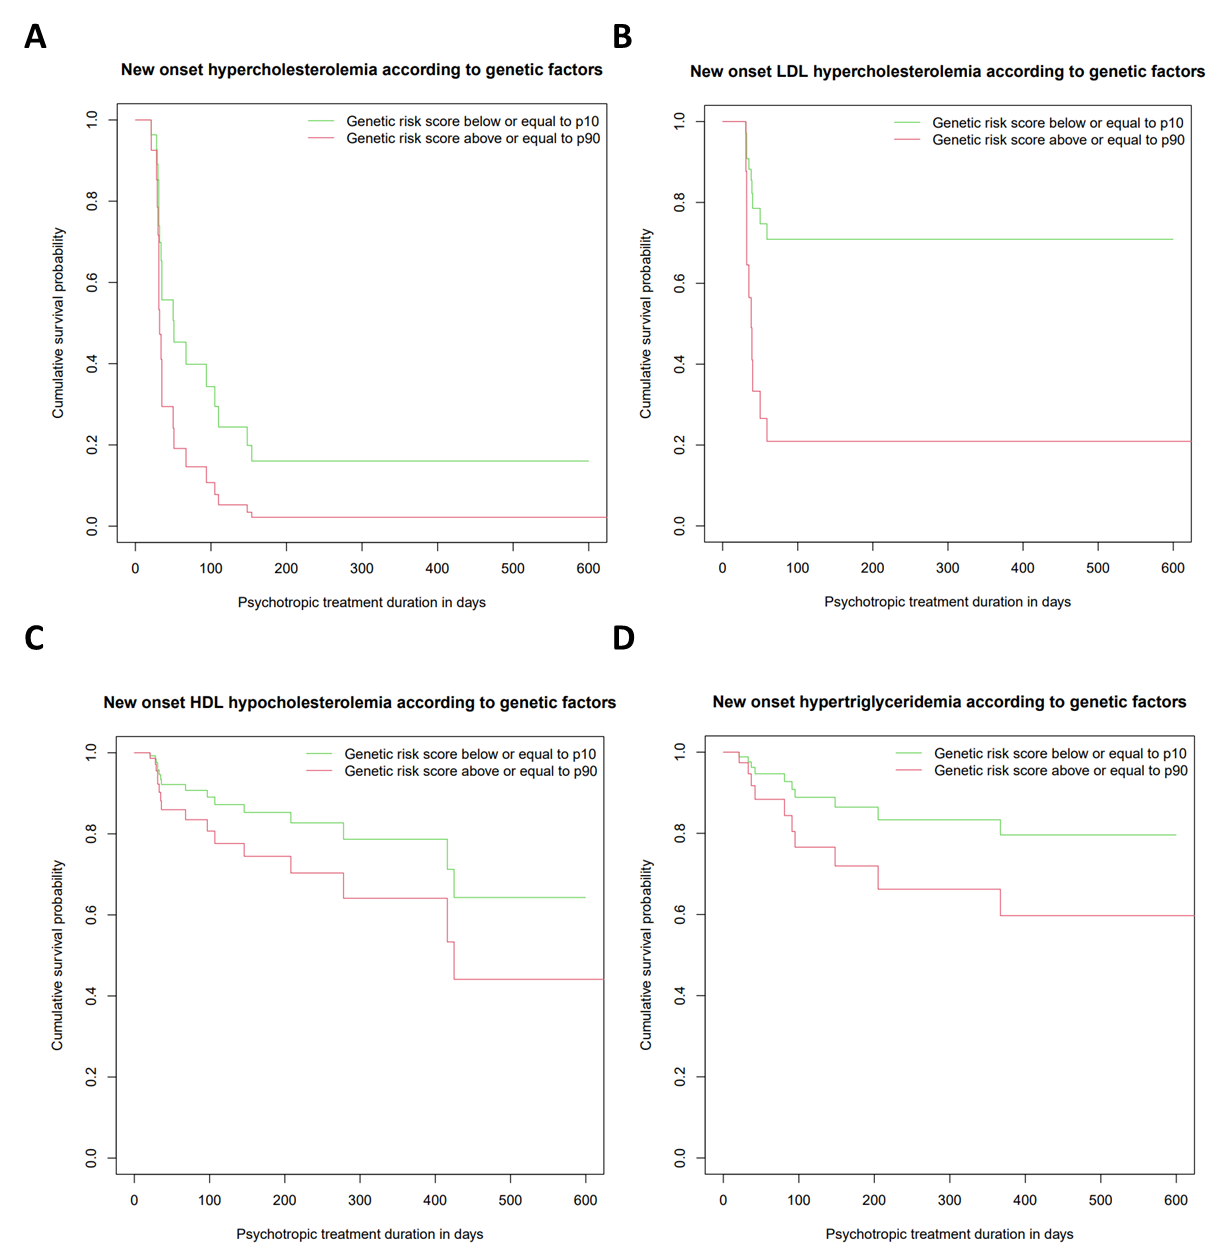 A
New onset hypercholesterolemia according to genetic factors
Genetic risk score below or equal to p10
Genetic risk score above or equal to p90
Cumulative survival probability
1.0
0.8
0.6
0.4
0.2
0.0
0 100 200 300 400 500 600
Psychotropic treatment duration in days
B
New onset LDL hypercholesterolemia according to genetic factors
Genetic risk score below or equal to p10
Genetic risk score above or equal to p90
Cumulative survival probability
1.0
0.8
0.6
0.4
0.2
0.0
0 100 200 300 400 500 600
Psychotropic treatment duration in days
C
New onset HDL hypocholesterolemia according to genetic factors
Genetic risk score below or equal to p10
Genetic risk score above or equal to p90
Cumulative survival probability
1.0
0.8
0.6
0.4
0.2
0.0
0 100 200 300 400 500 600
Psychotropic treatment duration in days
D
New onset hypertriglyceridemia according to genetic factors
Genetic risk score below or equal to p10
Genetic risk score above or equal to p90
Cumulative survival probability
1.0
0.8
0.6
0.4
0.2
0.0
0 100 200 300 400 500 600
Psychotropic treatment duration in days